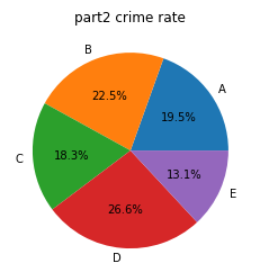 part2 crime rate
B
A
22.5%
19.5%
C
18.3%
13.1%
E
26.6%
D